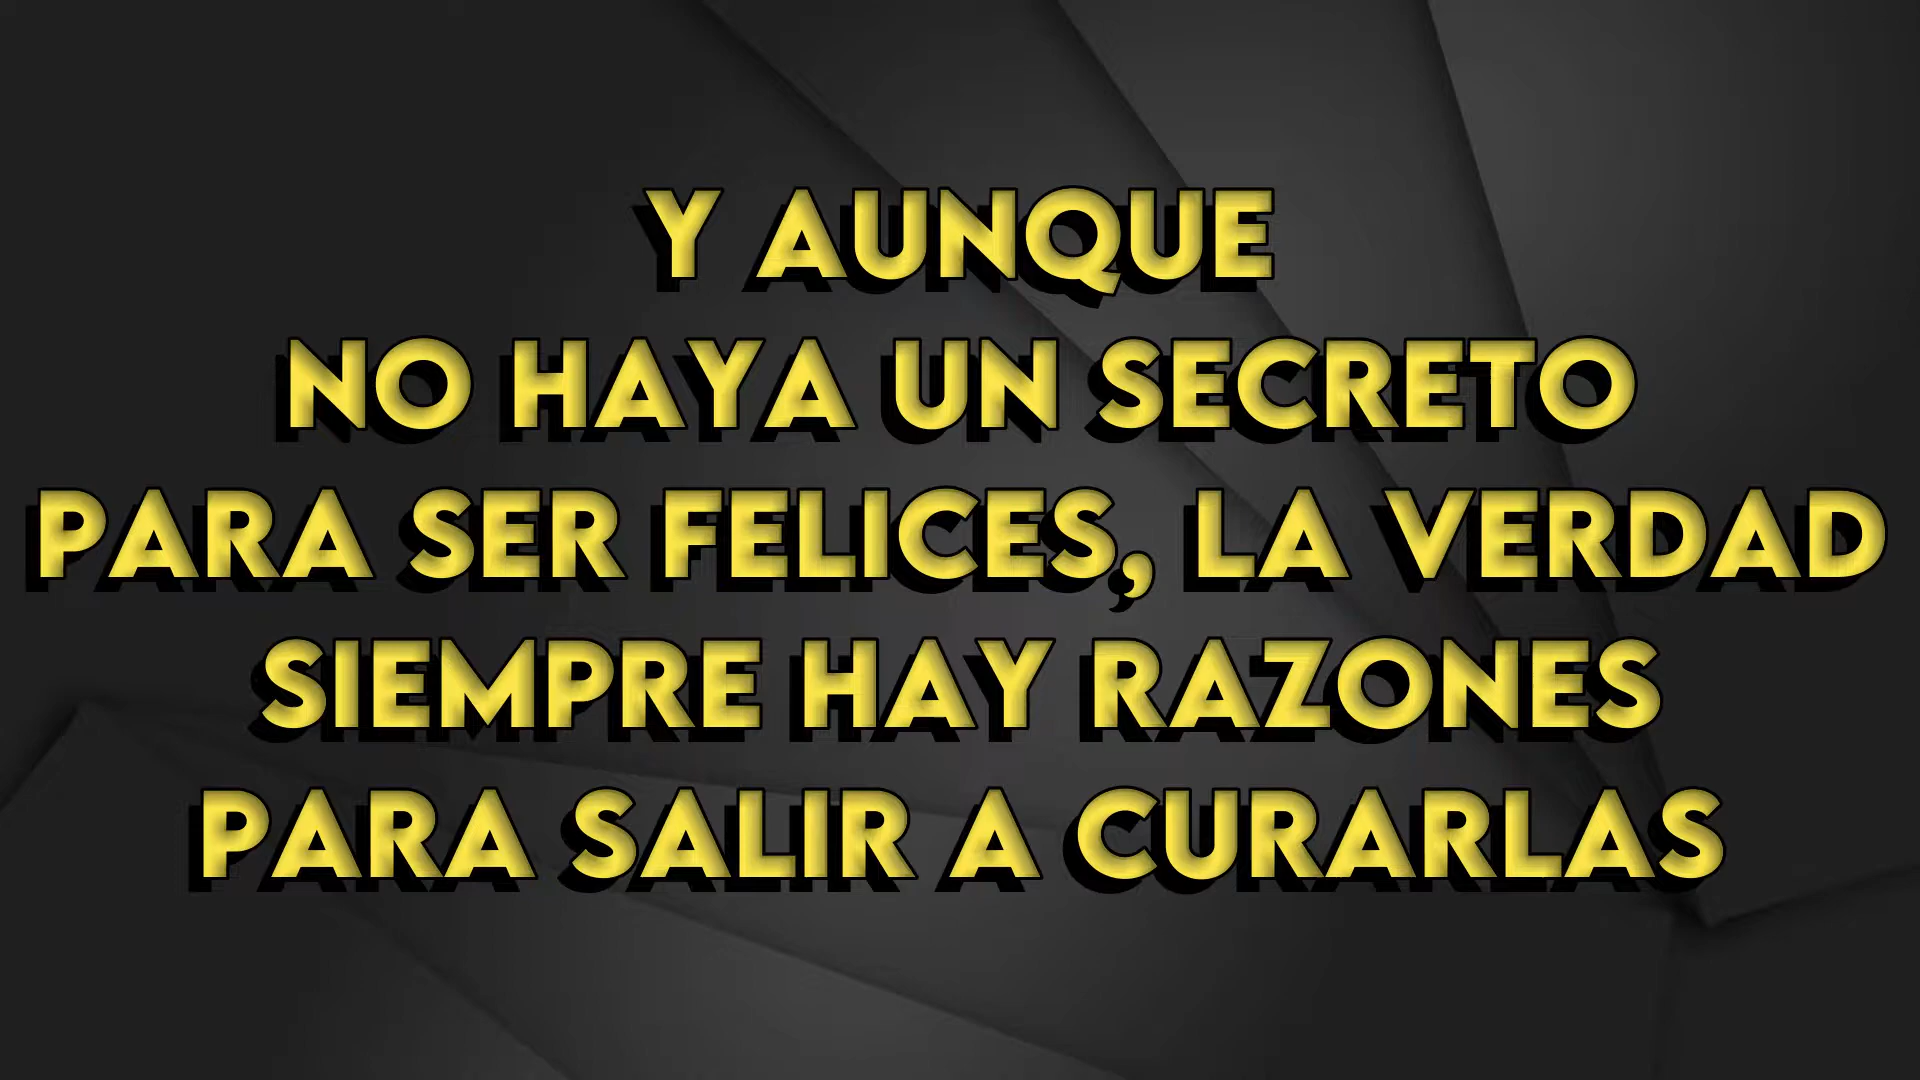 Y AUNQUE
NO HAYA UN SECRETO
PARA SER FELICES, LA VERDAD
SIEMPRE HAY RAZONES
PARA SALIR A CURARLAS